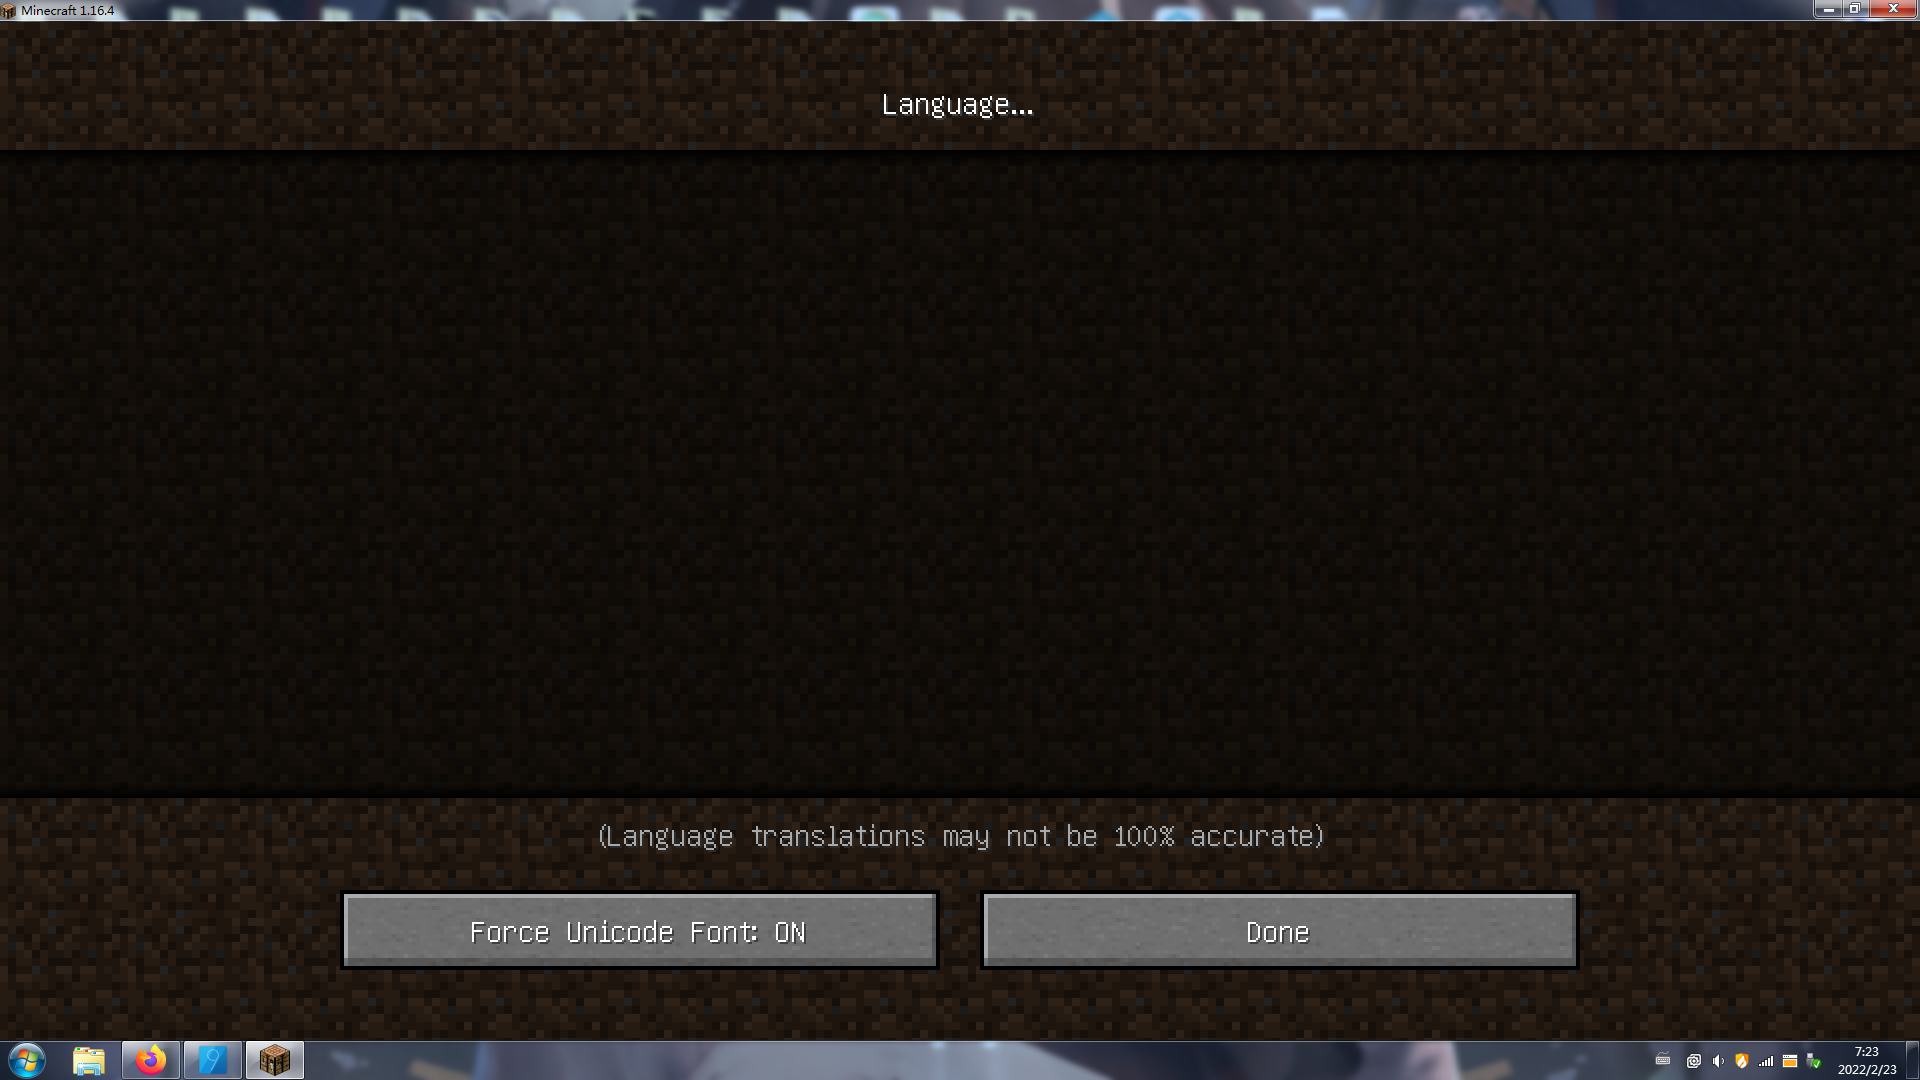 Minecraft 1.16.4
Language...
(Language translations may not be 100% accurate)
Force Unicode Font: ON
Done
7:23
2022/2/23